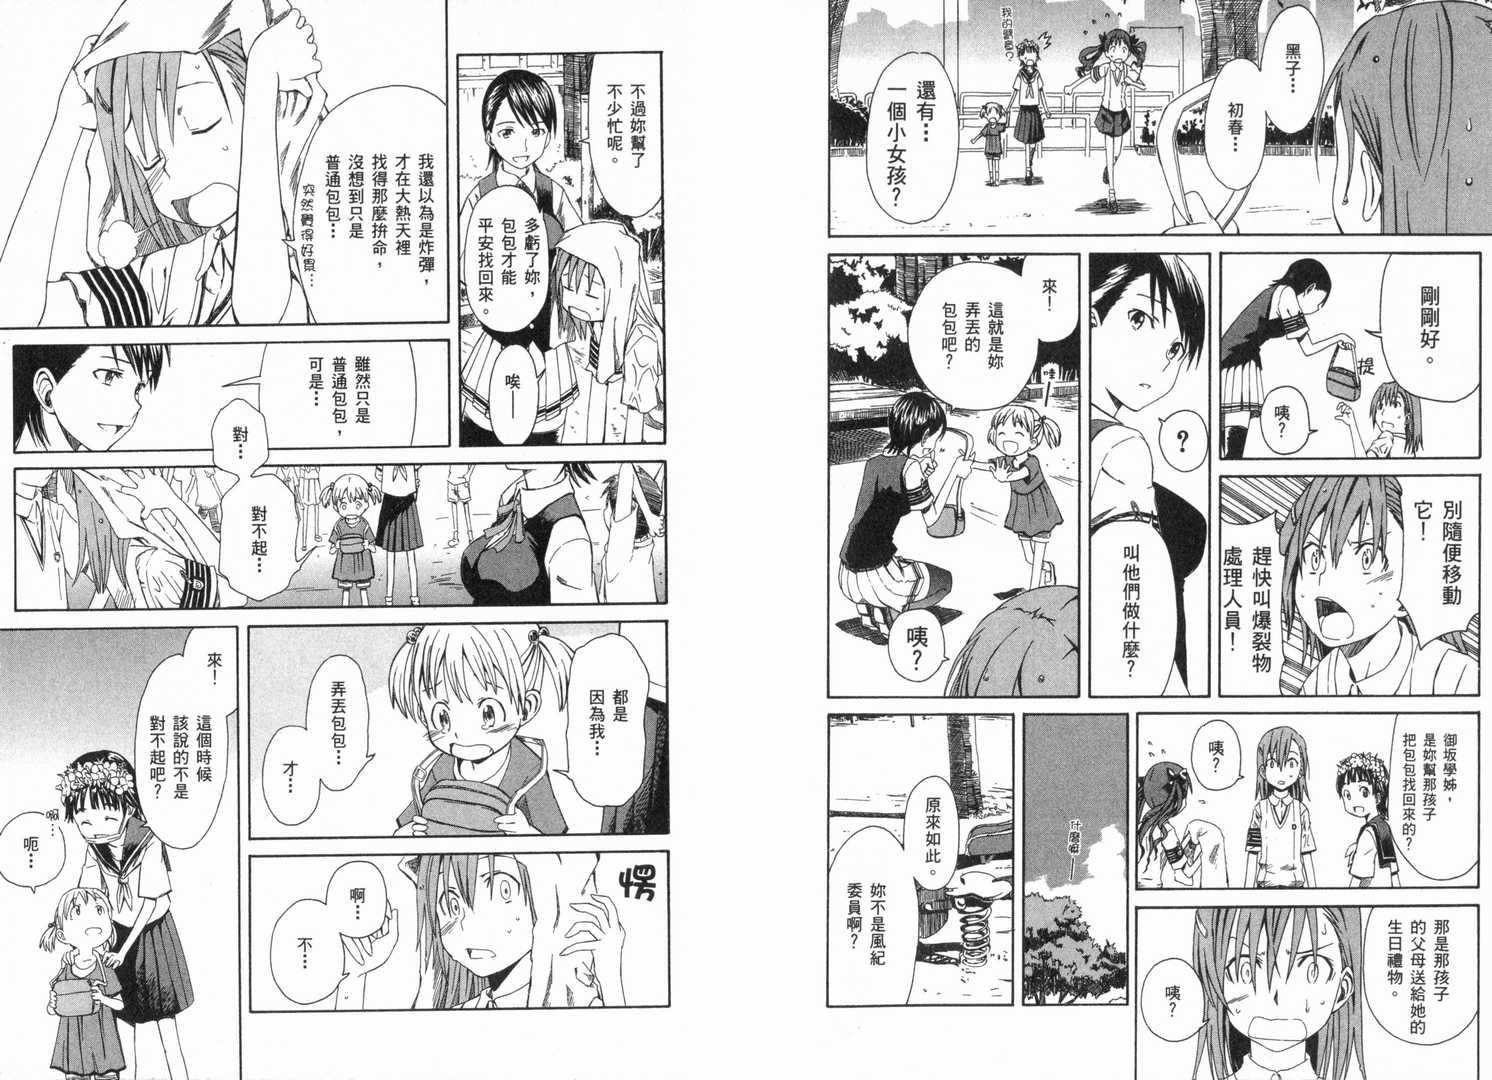 黑子…
初春…
我的觀看？
還有…
一個小女孩？
剛剛好。
提
咦？
？
來！
這就是妳
弄丟的
包包吧？
哇
咦？
別隨便移動
它！
趕快叫爆裂物
處理人員！
叫他們做什麼？
御坂學姊，
是妳幫那孩子
把包包找回來的？
咦？
那是那孩子
的父母送給她的
生日禮物。
咦？
什麼嘛——
原來如此。
妳不是風紀
委員啊？
不過妳幫了
不少忙呢。
多虧了妳，
包包才能
平安找回來。
唉——
我還以為是炸彈，
才在大熱天裡
找得那麼拚命，
沒想到只是
普通包包…
突然覺得好累…
雖然只是
普通包包，
可是…
對…
對不起…
都是
因為我…
弄丟包包…
才…
愣
啊…
不…
來！
這個時候
該說的不是
對不起吧？
啊…
呃…